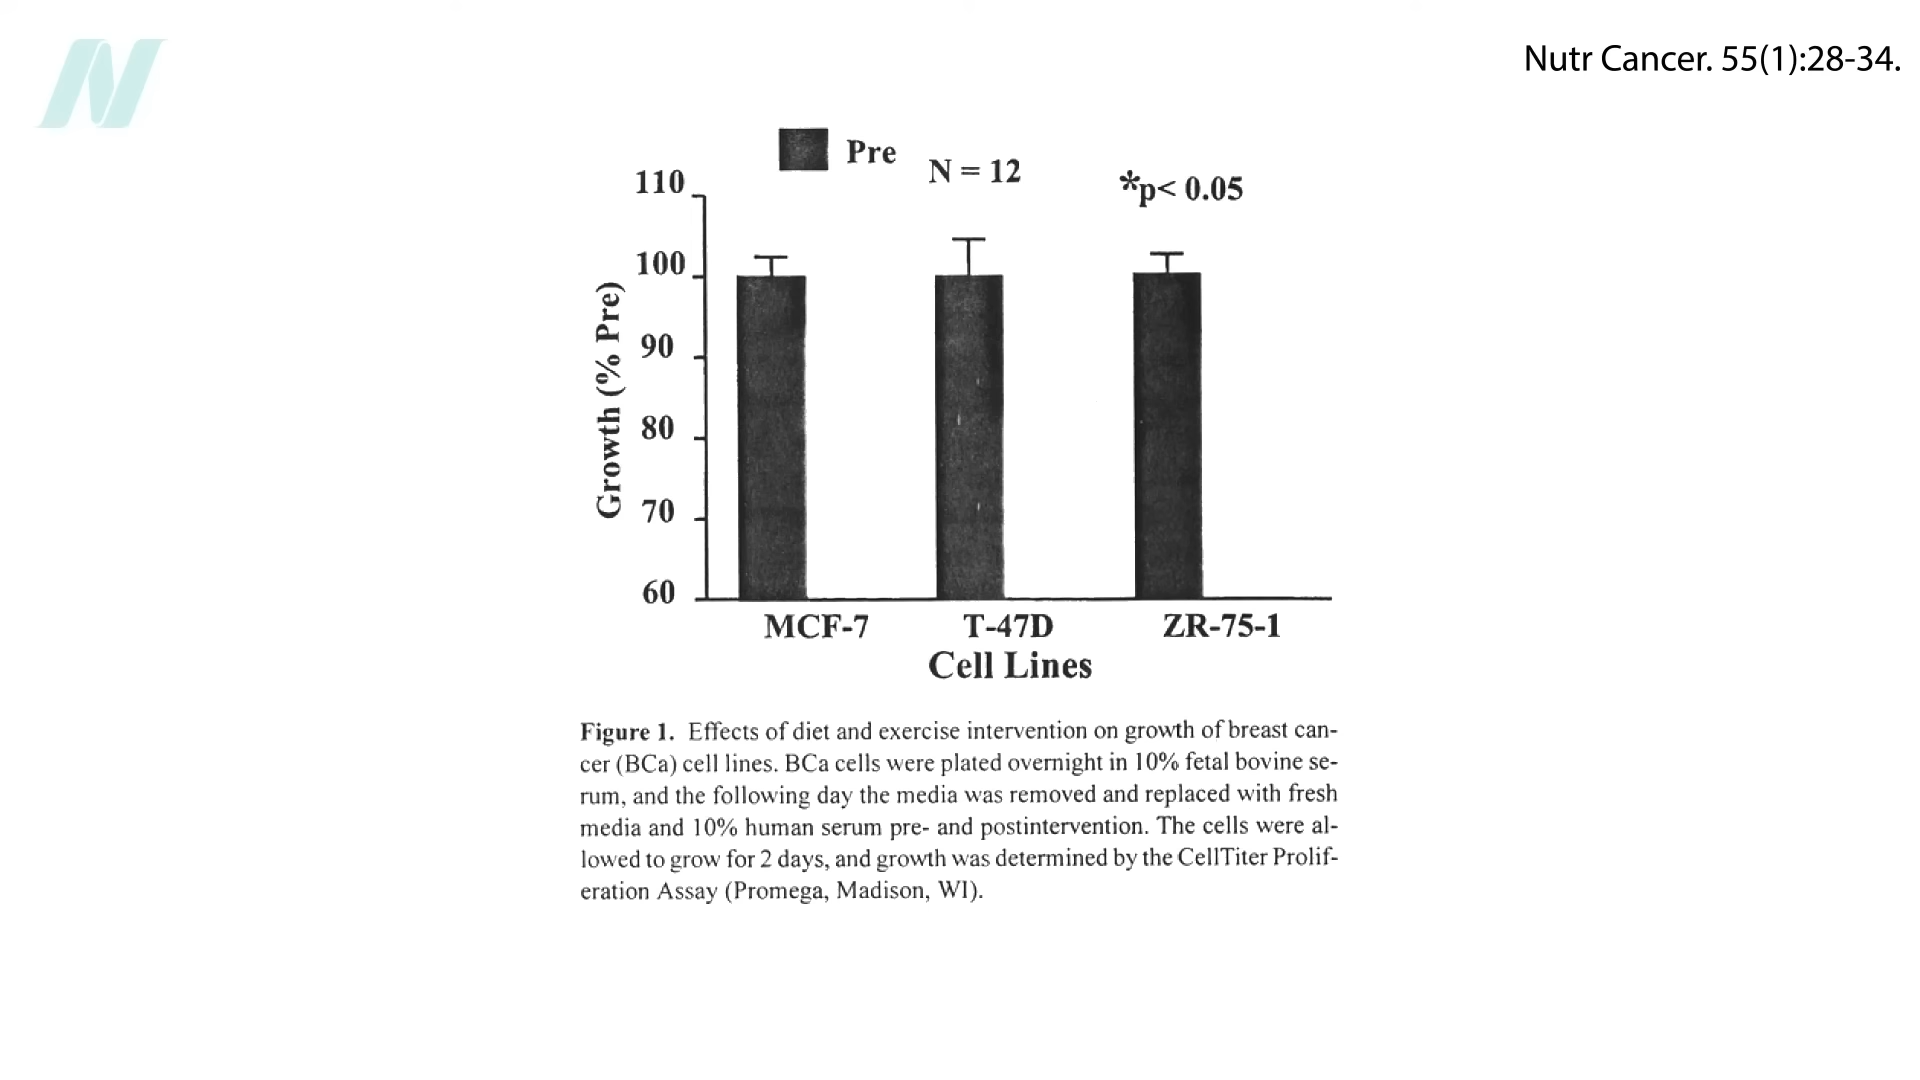 Nutr Cancer. 55(1):28-34.
Pre
N = 12
*p< 0.05
110
100
90
80
70
60
Growth (% Pre)
MCF-7 T-47D ZR-75-1
Cell Lines
Figure 1. Effects of diet and exercise intervention on growth of breast can-
cer (BCa) cell lines. BCa cells were plated overnight in 10% fetal bovine se-
rum, and the following day the media was removed and replaced with fresh
media and 10% human serum pre- and postintervention. The cells were al-
lowed to grow for 2 days, and growth was determined by the CellTiter Prolif-
eration Assay (Promega, Madison, WI).